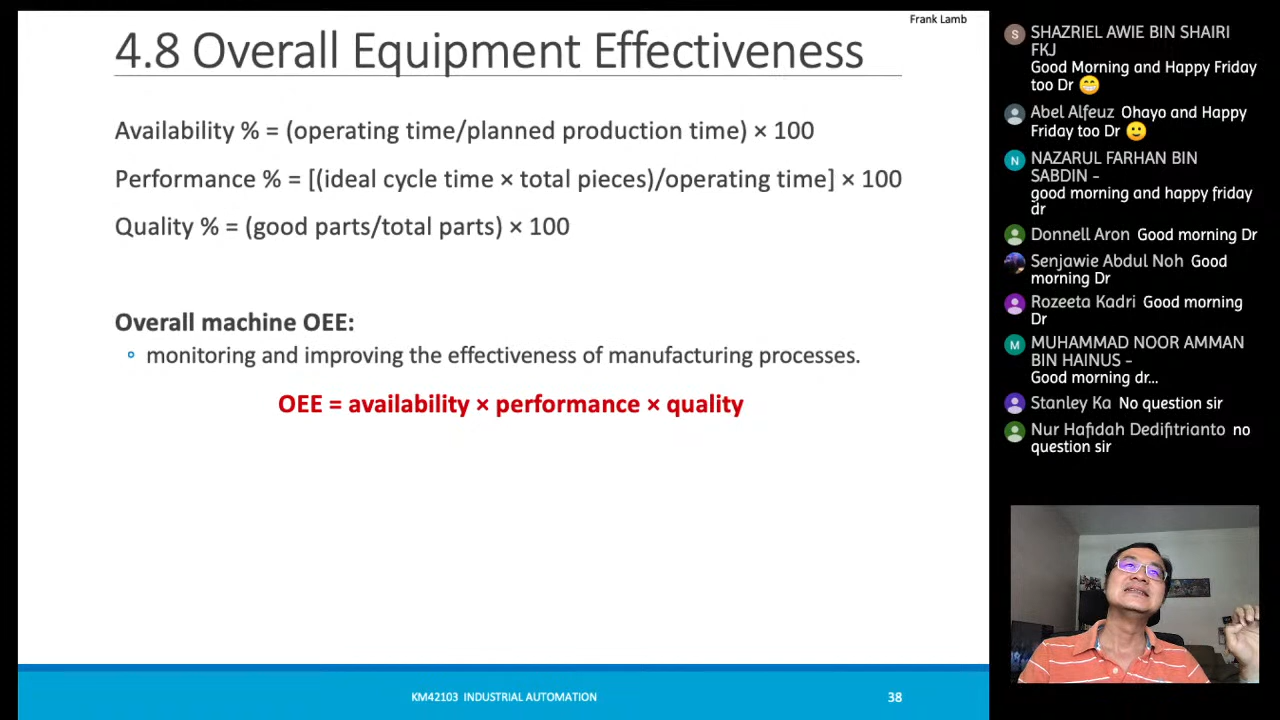 Frank Lamb
4.8 Overall Equipment Effectiveness
Availability % = (operating time/planned production time) × 100
Performance % = [(ideal cycle time × total pieces)/operating time] × 100
Quality % = (good parts/total parts) × 100
Overall machine OEE:
monitoring and improving the effectiveness of manufacturing processes.
OEE = availability × performance × quality
KM42103 INDUSTRIAL AUTOMATION
38
S
SHAZRIEL AWIE BIN SHAIRI
FKJ
Good Morning and Happy Friday
too Dr 😁
Abel Alfeuz Ohayo and Happy
Friday too Dr 🙂
N
NAZARUL FARHAN BIN
SABDIN -
good morning and happy friday
dr
Donnell Aron Good morning Dr
Senjawie Abdul Noh Good
morning Dr
Rozeeta Kadri Good morning
Dr
M
MUHAMMAD NOOR AMMAN
BIN HAINUS -
Good morning dr...
Stanley Ka No question sir
Nur Hafidah Dedifitrianto no
question sir